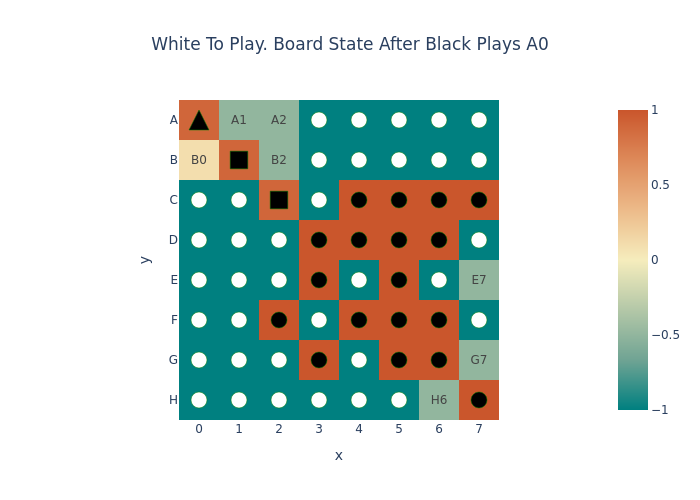 White To Play. Board State After Black Plays A0
A A1 A2
B B0 B2
C
D
E E7
F
G G7
H H6
0 1 2 3 4 5 6 7
x
y
1
0.5
0
−0.5
−1